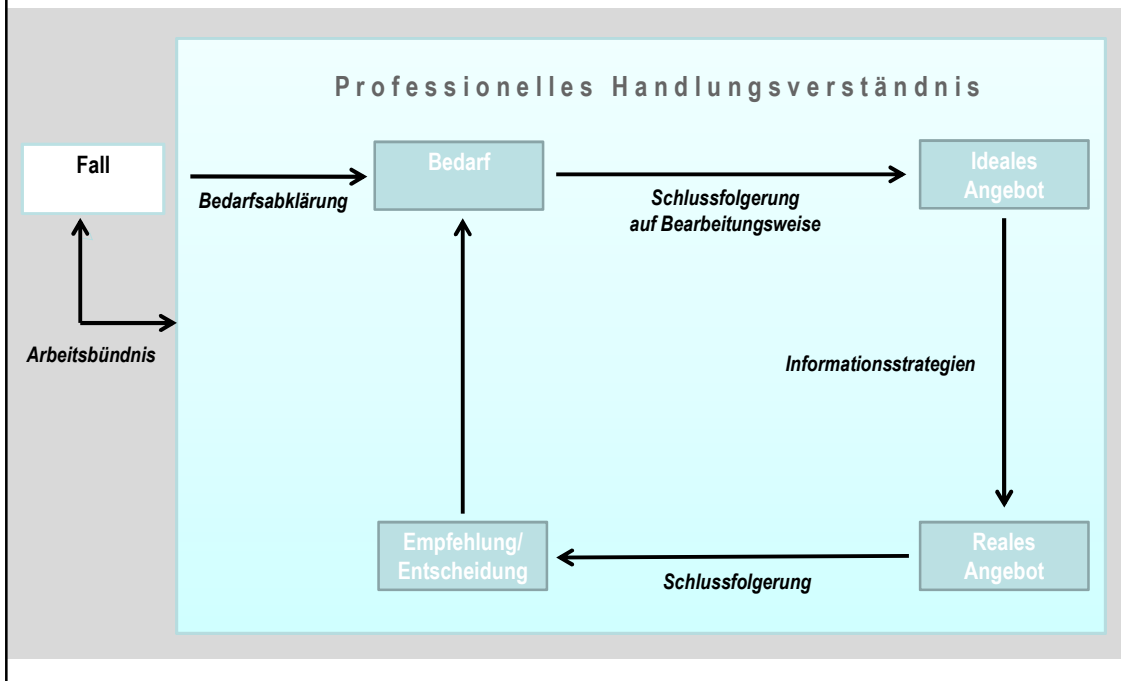 Professionelles Handlungsverständnis
Fall
Bedarf
Ideales
Angebot
Bedarfsabklärung
Schlussfolgerung
auf Bearbeitungsweise
Arbeitsbündnis
Informationsstrategien
Empfehlung/
Entscheidung
Reales
Angebot
Schlussfolgerung